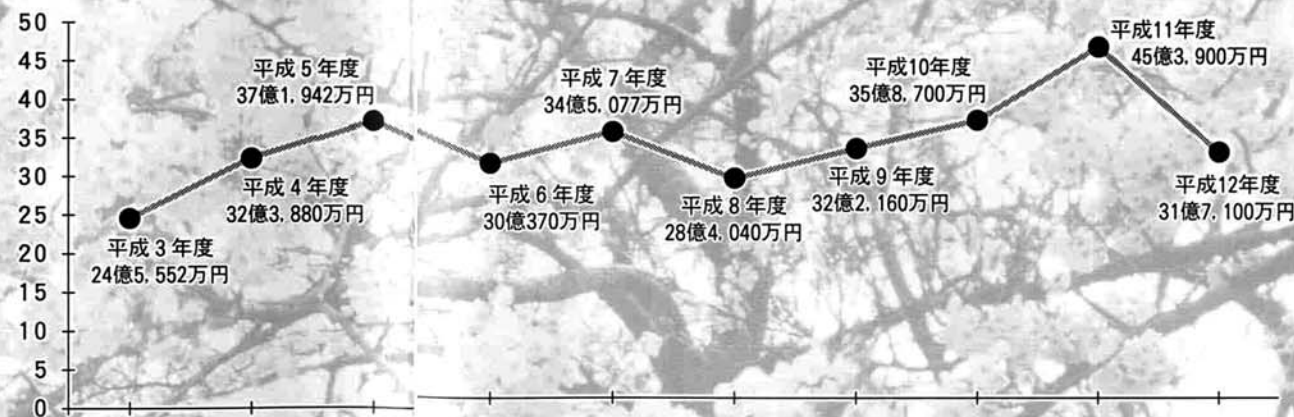 50
45
40
35
30
25
20
15
10
5
0
平成3年度
24億5,552万円
平成4年度
32億3,880万円
平成5年度
37億1,942万円
平成6年度
30億370万円
平成7年度
34億5,077万円
平成8年度
28億4,040万円
平成9年度
32億2,160万円
平成10年度
35億8,700万円
平成11年度
45億3,900万円
平成12年度
31億7,100万円